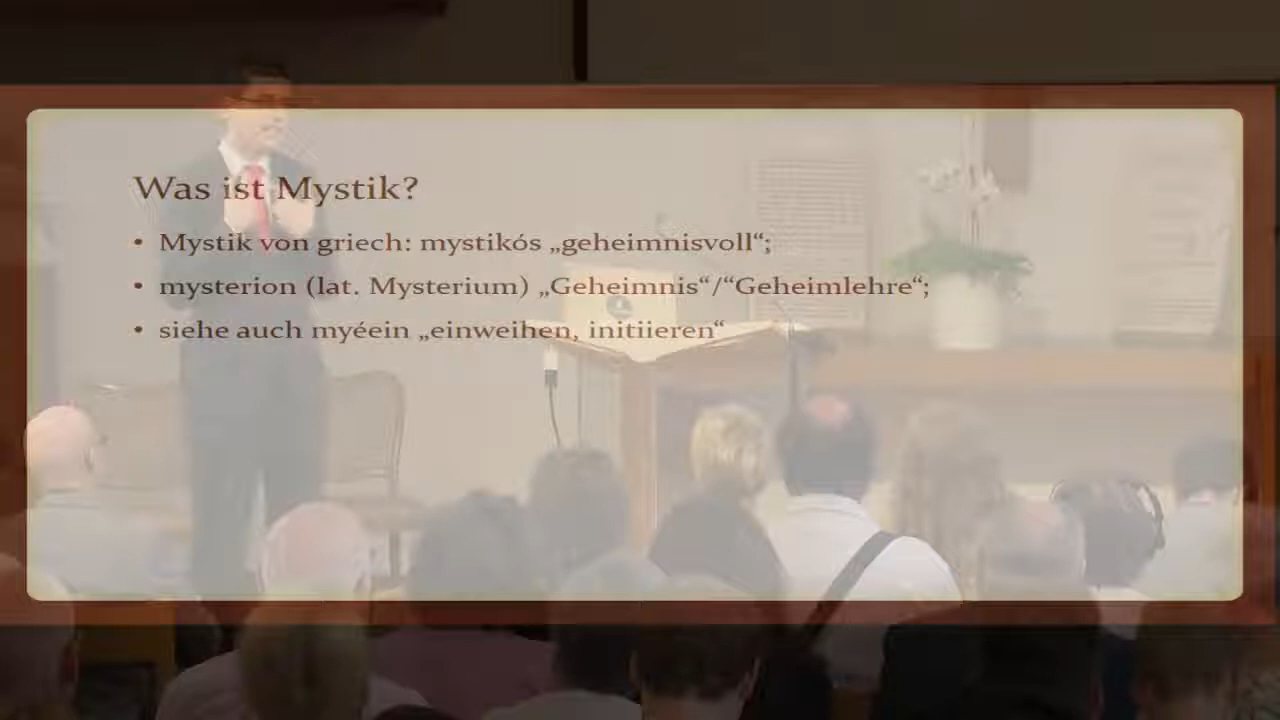 Was ist Mystik?
• Mystik von griech: mystikós „geheimnisvoll“;
• mysterion (lat. Mysterium) „Geheimnis“/“Geheimlehre“;
• siehe auch myéein „einweihen, initiieren“